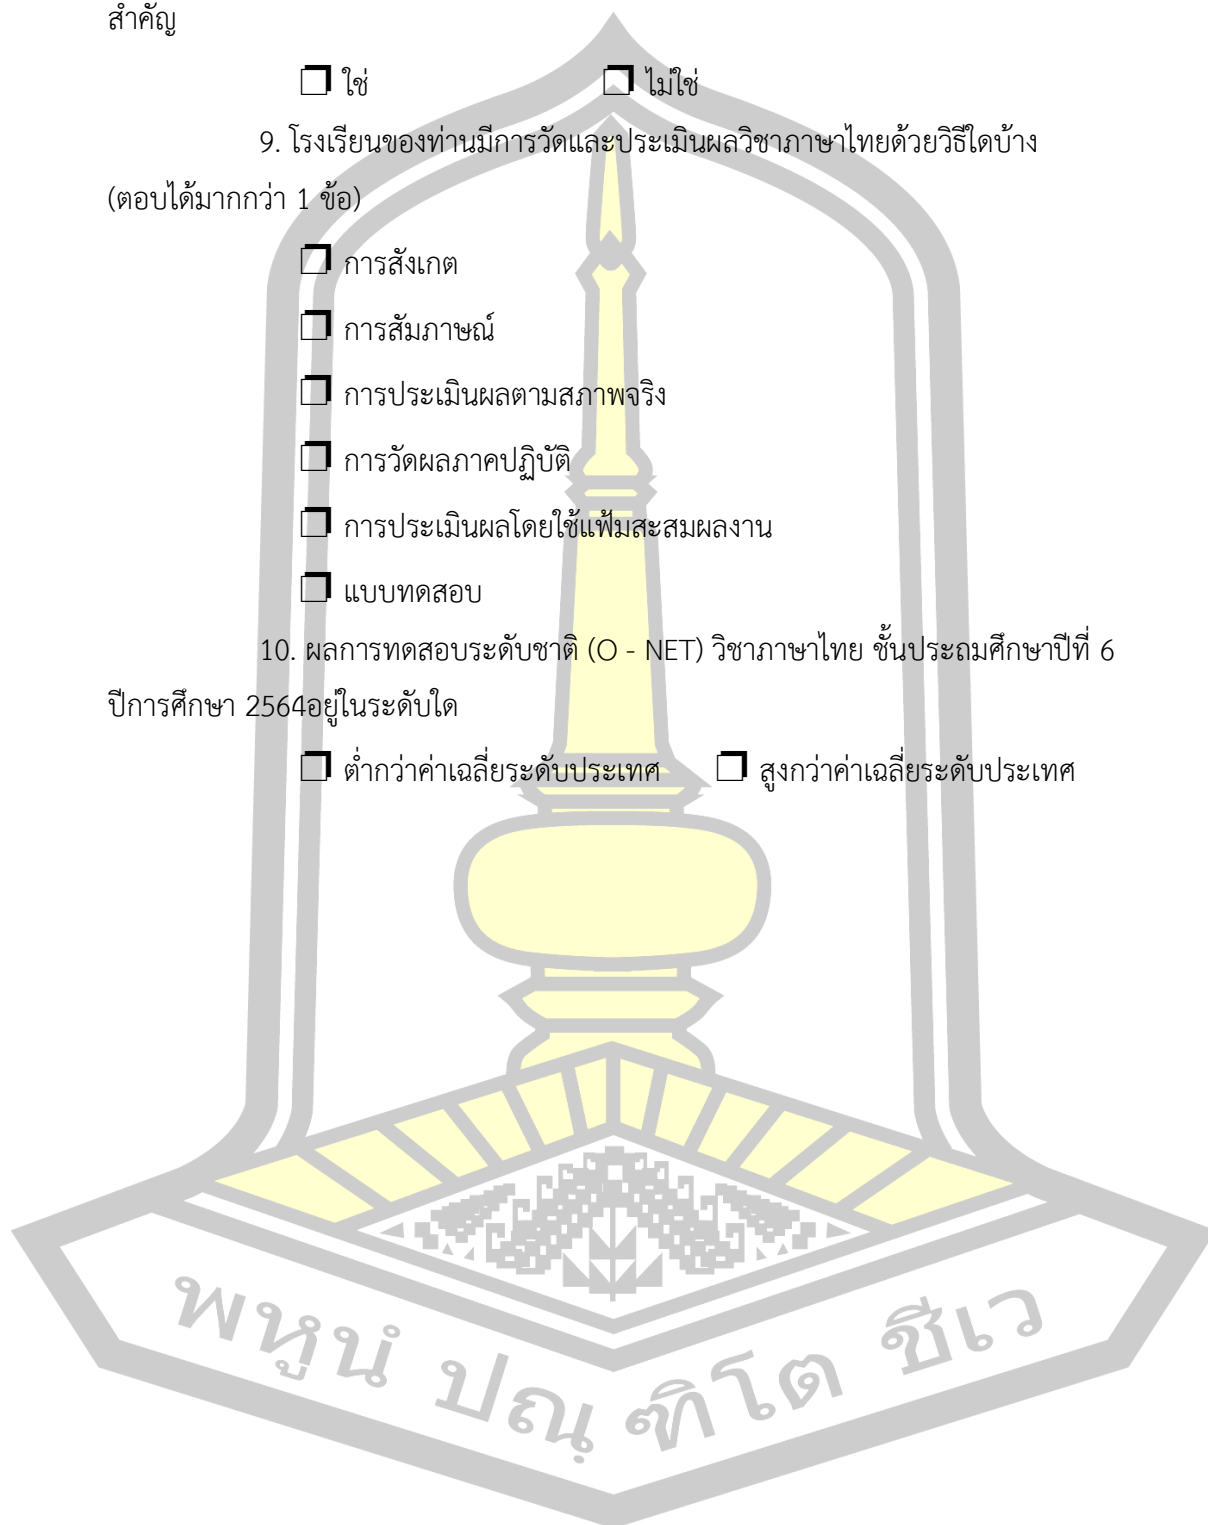 สำคัญ
❒ ใช่ ❒ ไม่ใช่
9. โรงเรียนของท่านมีการวัดและประเมินผลวิชาภาษาไทยด้วยวิธีใดบ้าง
(ตอบได้มากกว่า 1 ข้อ)
❒ การสังเกต
❒ การสัมภาษณ์
❒ การประเมินผลตามสภาพจริง
❒ การวัดผลภาคปฏิบัติ
❒ การประเมินผลโดยใช้แฟ้มสะสมผลงาน
❒ แบบทดสอบ
10. ผลการทดสอบระดับชาติ (O - NET) วิชาภาษาไทย ชั้นประถมศึกษาปีที่ 6
ปีการศึกษา 2564อยู่ในระดับใด
❒ ต่ำกว่าค่าเฉลี่ยระดับประเทศ ❒ สูงกว่าค่าเฉลี่ยระดับประเทศ
พหูนํ ปณฺฑิโต ชีเว